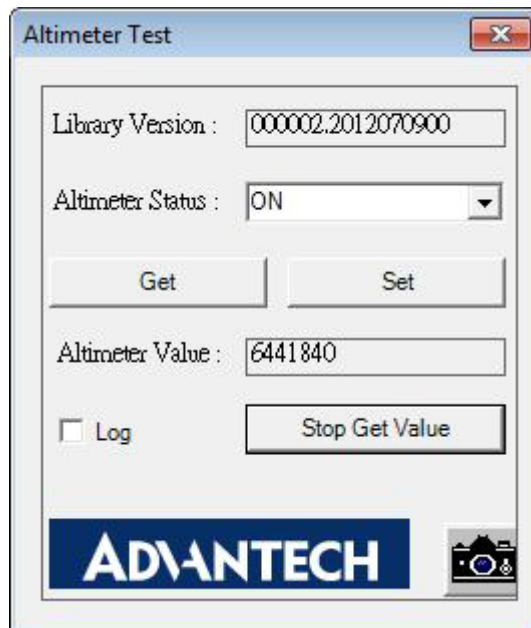 Altimeter Test
Library Version : 000002.2012070900
Altimeter Status : ON
Get Set
Altimeter Value : 6441840
Log Stop Get Value
ADVANTECH